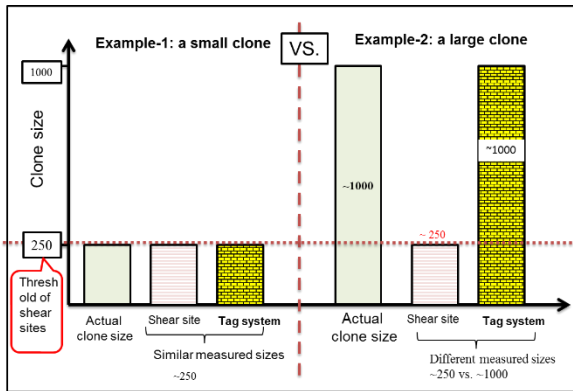 Example-1: a small clone
VS.
Example-2: a large clone
1000
Clone size
250
Thresh
old of
shear
sites
~1000
~ 250
~1000
Actual
clone size
Shear site
Tag system
Similar measured sizes
~250
Actual
clone size
Shear site
Tag system
Different measured sizes
~250 vs. ~1000